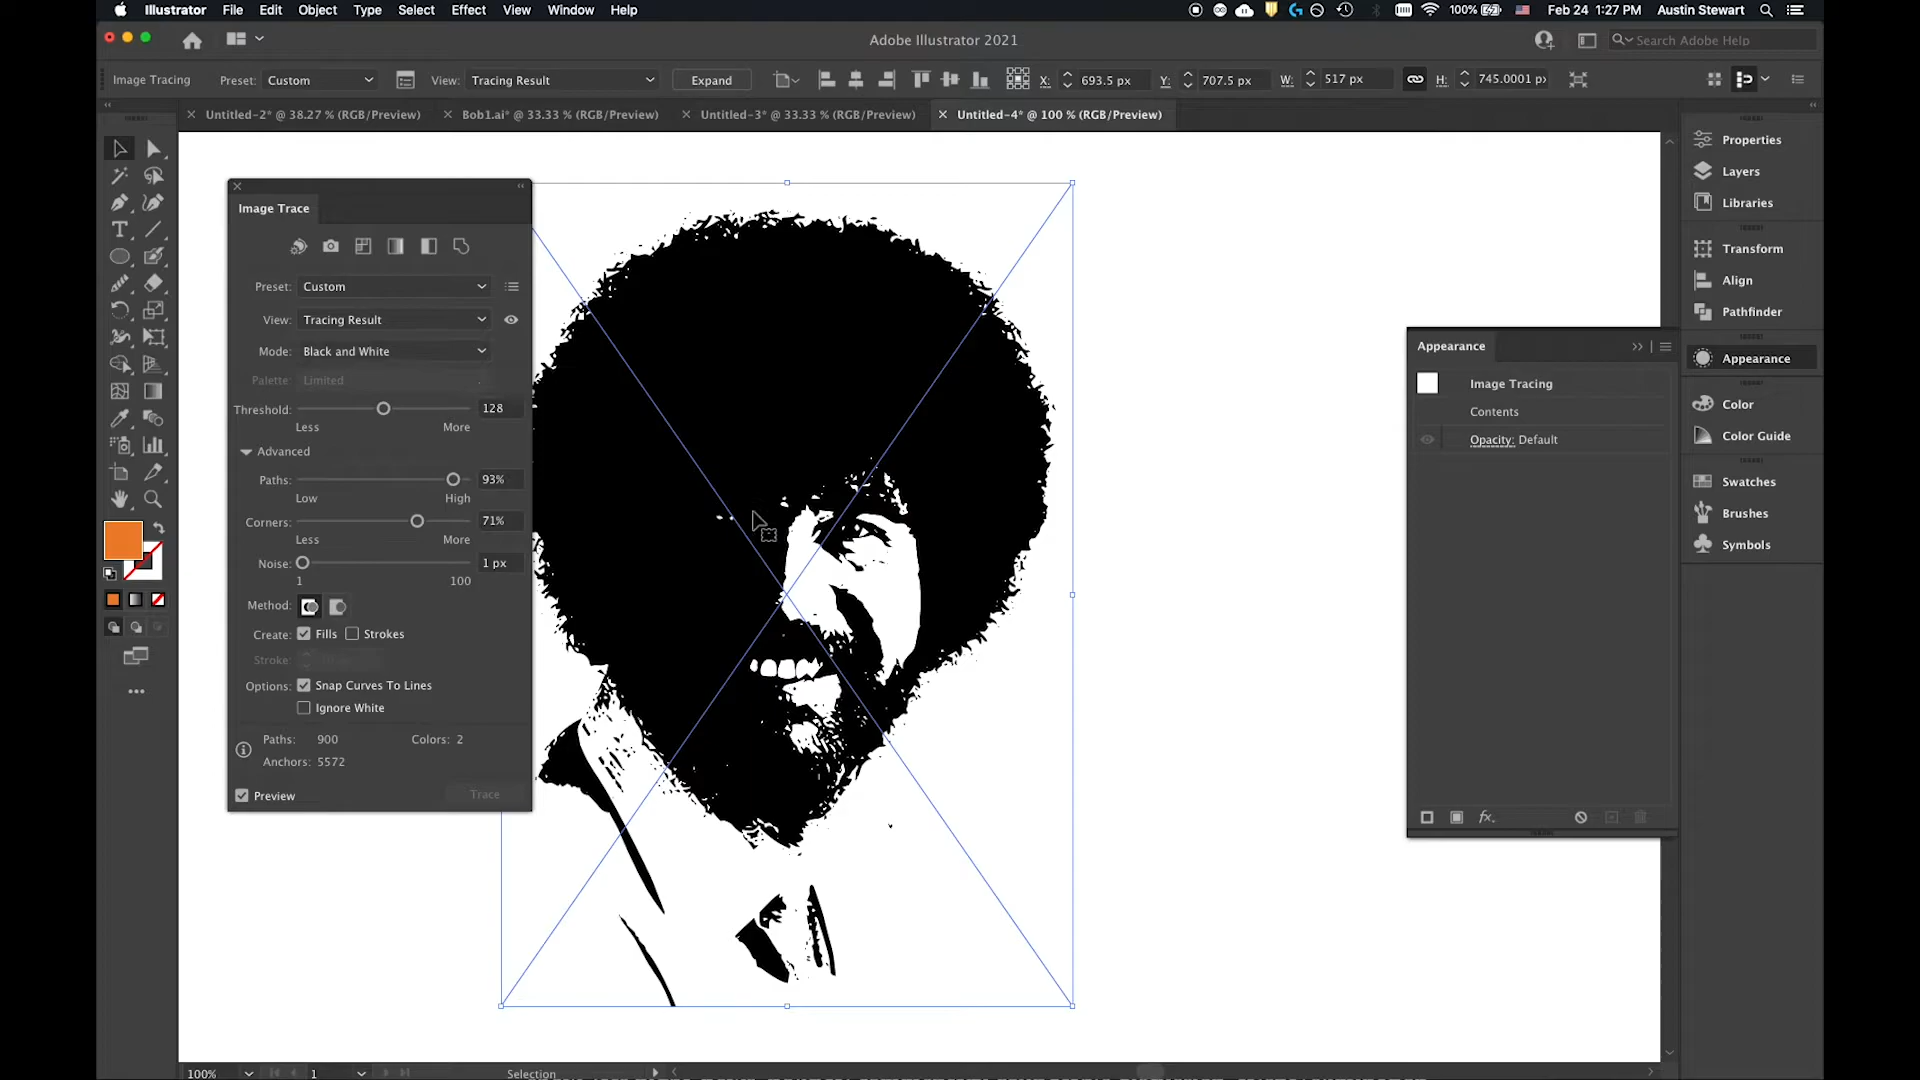 Illustrator File Edit Object Type Select Effect View Window Help 100% Feb 24 1:27 PM Austin Stewart
Adobe Illustrator 2021 Search Adobe Help
Image Tracing Preset: Custom View: Tracing Result Expand X: 693.5 px Y: 707.5 px W: 517 px H: 745.0001 px
Untitled-2* @ 38.27 % (RGB/Preview) Bob1.ai* @ 33.33 % (RGB/Preview) Untitled-3* @ 33.33 % (RGB/Preview) Untitled-4* @ 100 % (RGB/Preview)
Image Trace
Preset: Custom
View: Tracing Result
Mode: Black and White
Palette: Limited
Threshold: 128
Less More
Advanced
Paths: 93%
Low High
Corners: 71%
Less More
Noise: 1 px
1 100
Method:
Create: Fills Strokes
Stroke:
Options: Snap Curves To Lines
Ignore White
Paths: 900 Colors: 2
Anchors: 5572
Preview Trace
Appearance
Image Tracing
Contents
Opacity: Default
fx.
Properties
Layers
Libraries
Transform
Align
Pathfinder
Appearance
Color
Color Guide
Swatches
Brushes
Symbols
100% 1 Selection